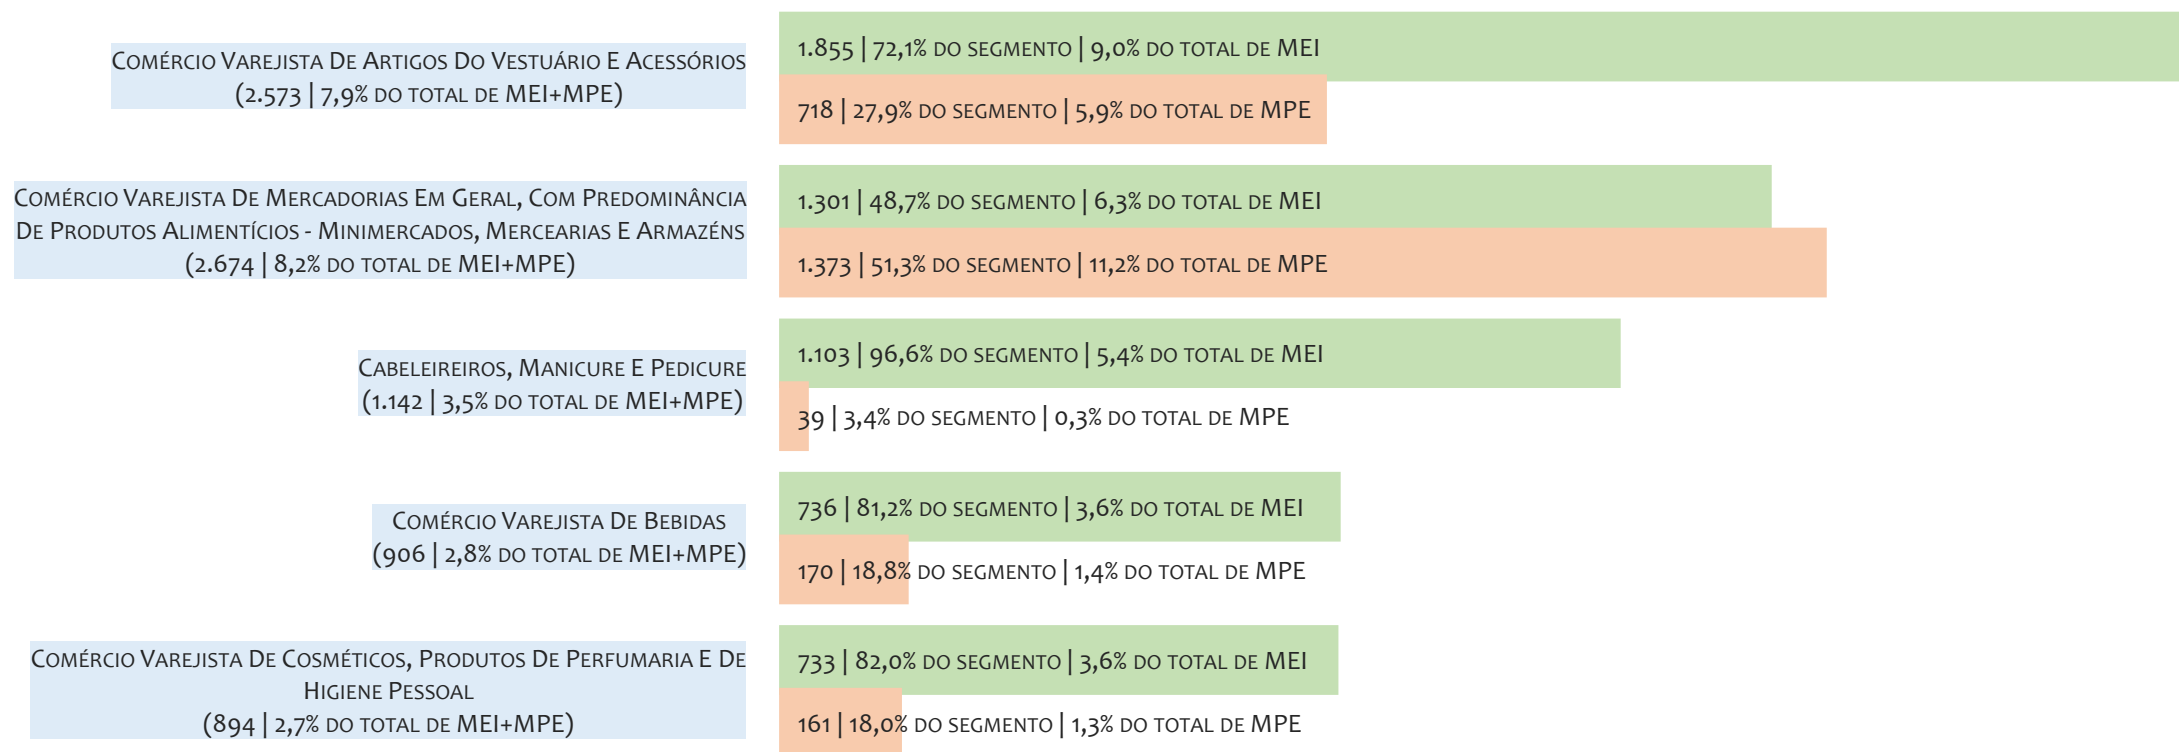 Comércio Varejista De Artigos Do Vestuário E Acessórios
(2.573 | 7,9% do total de MEI+MPE)
1.855 | 72,1% do segmento | 9,0% do total de MEI
718 | 27,9% do segmento | 5,9% do total de MPE
Comércio Varejista De Mercadorias Em Geral, Com Predominância
De Produtos Alimentícios - Minimercados, Mercearias E Armazéns
(2.674 | 8,2% do total de MEI+MPE)
1.301 | 48,7% do segmento | 6,3% do total de MEI
1.373 | 51,3% do segmento | 11,2% do total de MPE
Cabeleireiros, Manicure E Pedicure
(1.142 | 3,5% do total de MEI+MPE)
1.103 | 96,6% do segmento | 5,4% do total de MEI
39 | 3,4% do segmento | 0,3% do total de MPE
Comércio Varejista De Bebidas
(906 | 2,8% do total de MEI+MPE)
736 | 81,2% do segmento | 3,6% do total de MEI
170 | 18,8% do segmento | 1,4% do total de MPE
Comércio Varejista De Cosméticos, Produtos De Perfumaria E De
Higiene Pessoal
(894 | 2,7% do total de MEI+MPE)
733 | 82,0% do segmento | 3,6% do total de MEI
161 | 18,0% do segmento | 1,3% do total de MPE